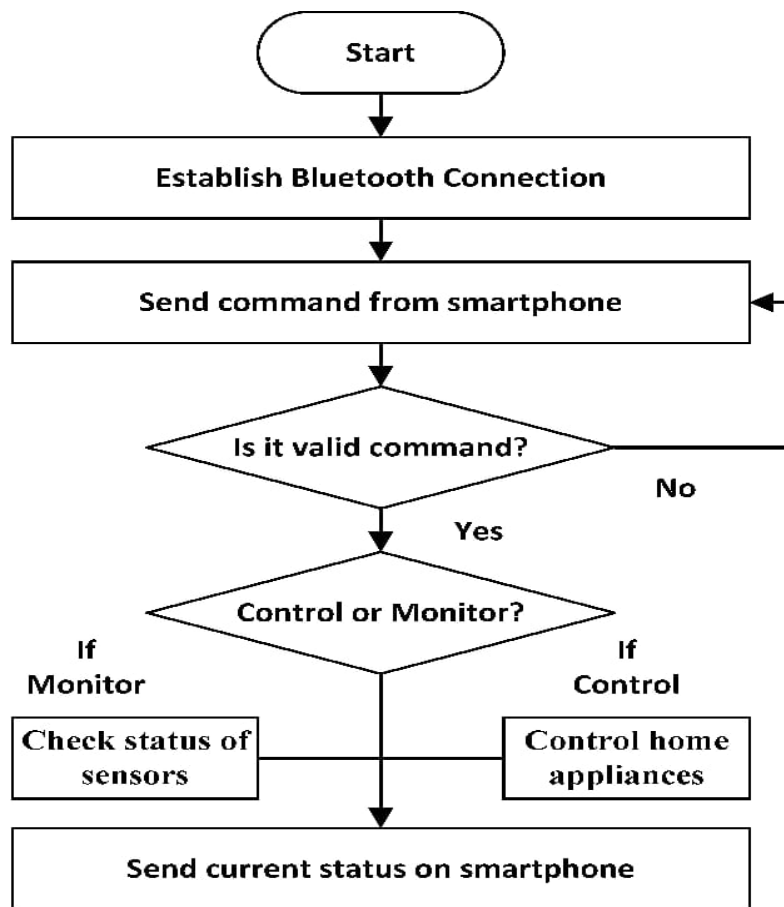 Start
Establish Bluetooth Connection
Send command from smartphone
Is it valid command?
No
Yes
Control or Monitor?
If
Monitor
If
Control
Check status of
sensors
Control home
appliances
Send current status on smartphone